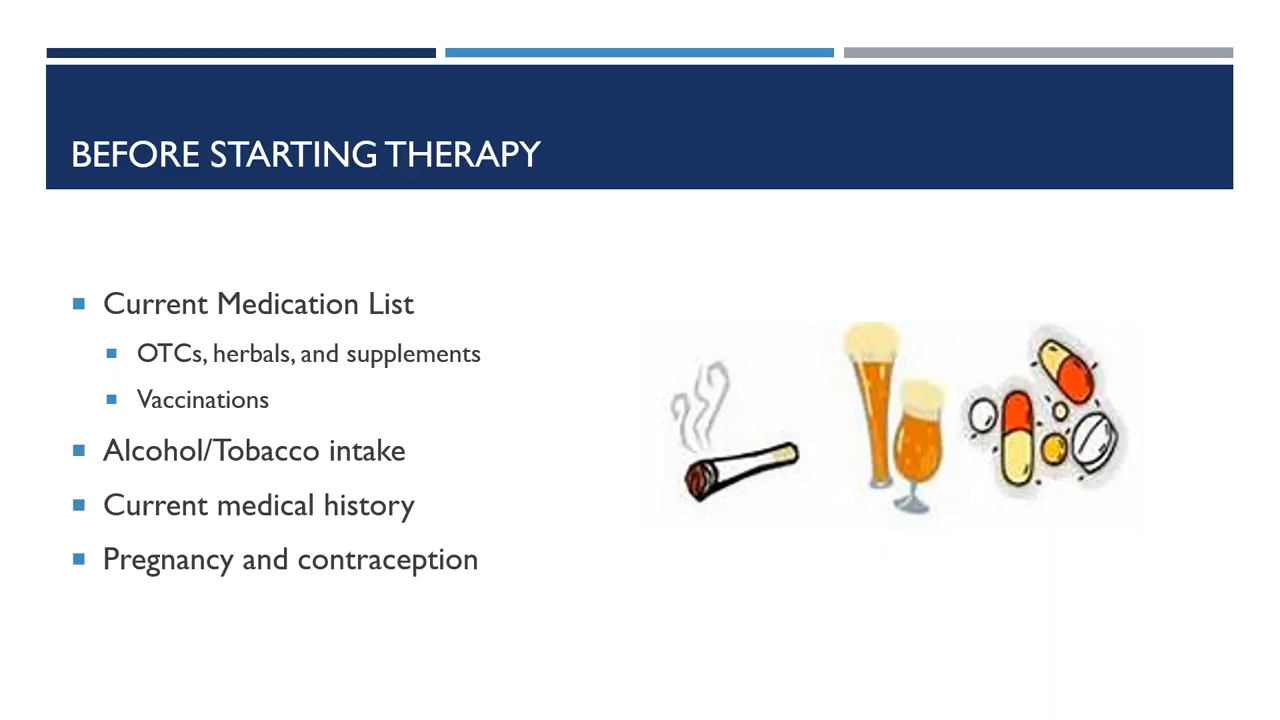 BEFORE STARTING THERAPY
Current Medication List
OTCs, herbals, and supplements
Vaccinations
Alcohol/Tobacco intake
Current medical history
Pregnancy and contraception